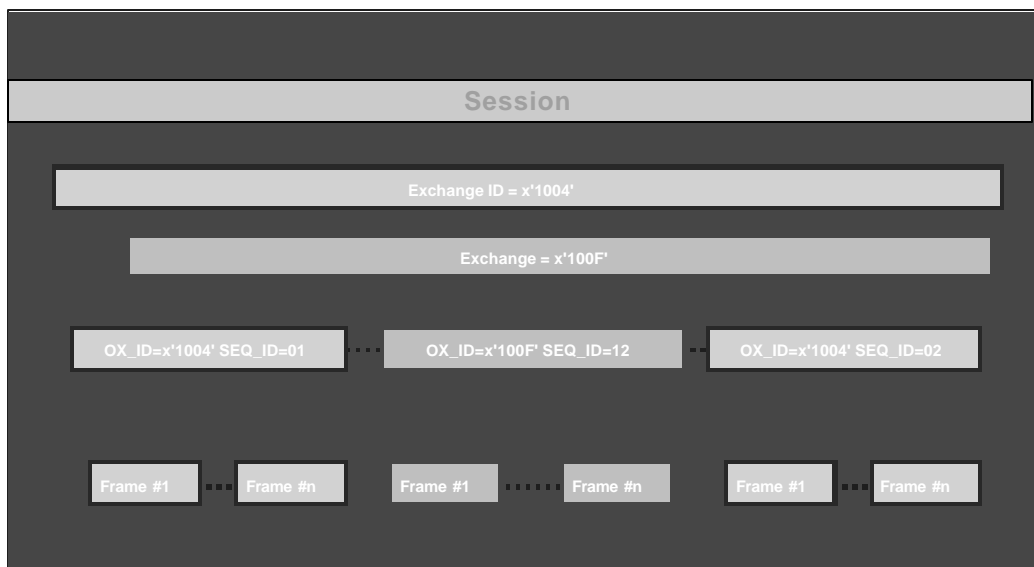 Session
Exchange ID = x'1004'
Exchange = x'100F'
OX_ID=x'1004' SEQ_ID=01 OX_ID=x'100F' SEQ_ID=12 OX_ID=x'1004' SEQ_ID=02
Frame #1 Frame #n Frame #1 Frame #n Frame #1 Frame #n